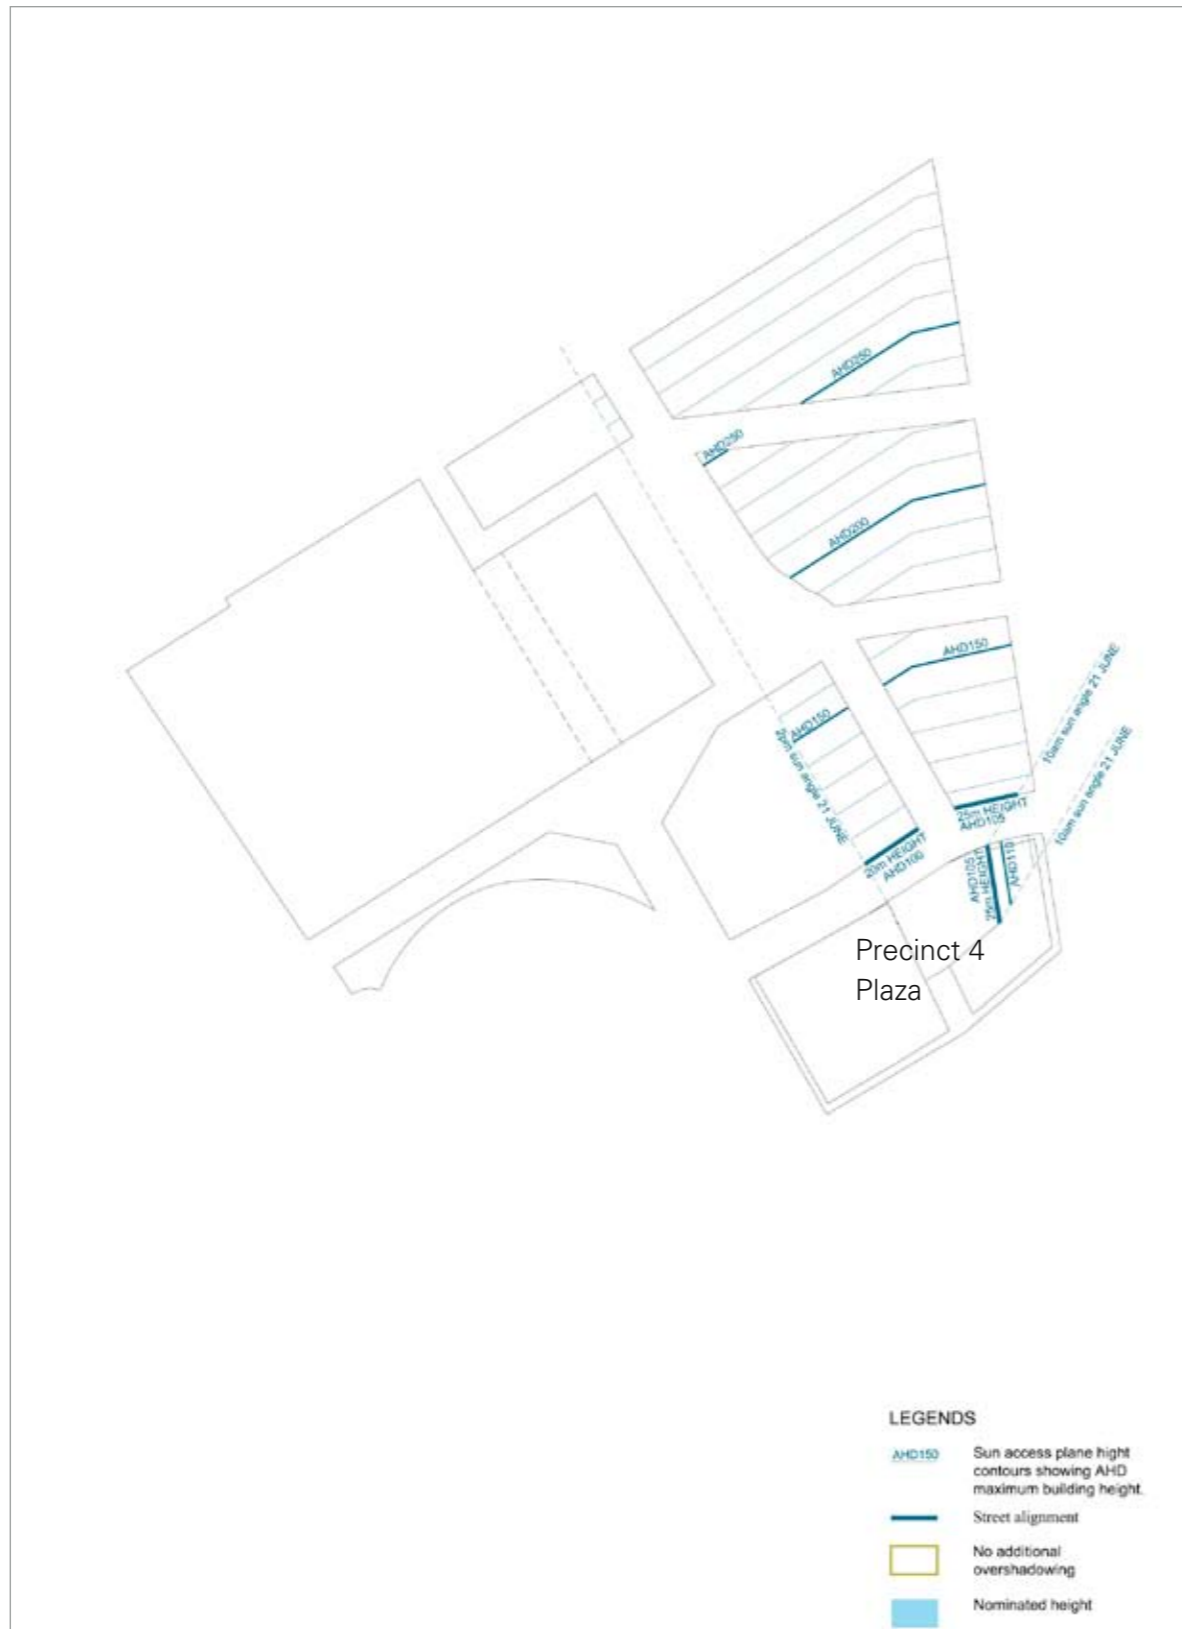 AHD250
AHD250
AHD200
AHD150
AHD150
2pm sun angle 21 JUNE
10am sun angle 21 JUNE
10am sun angle 21 JUNE
25m HEIGHT
AHD105
20m HEIGHT
AHD100
AHD105
25m HEIGHT
AHD110
Precinct 4
Plaza
LEGENDS
AHD150
Sun access plane hight
contours showing AHD
maximum building height.
Street alignment
No additional
overshadowing
Nominated height